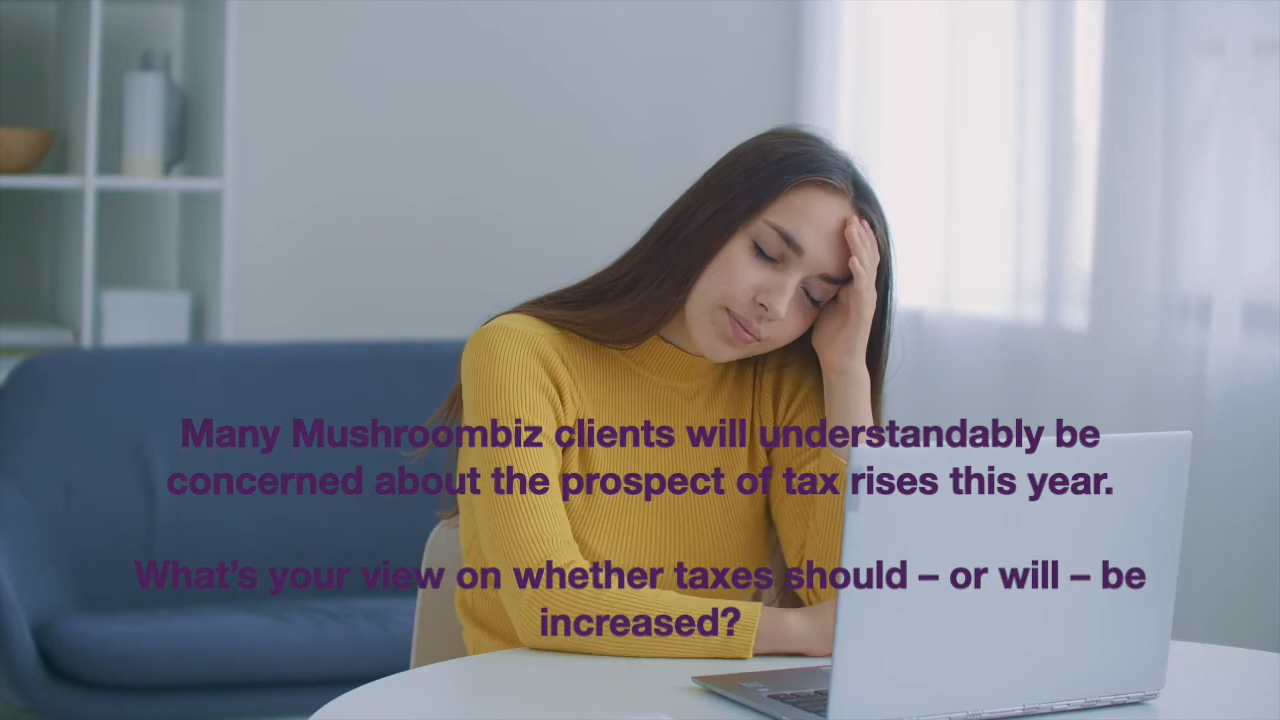 Many Mushroombiz clients will understandably be
concerned about the prospect of tax rises this year.
What's your view on whether taxes should – or will – be
increased?